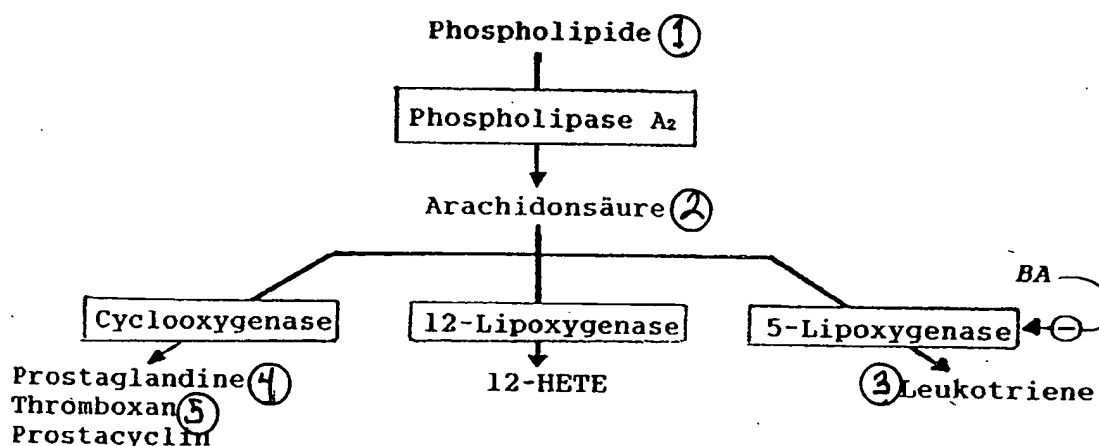 Phospholipide ①
Phospholipase A₂
Arachidonsäure ②
BA
Cyclooxygenase
12-Lipoxygenase
5-Lipoxygenase
−
Prostaglandine ④
Thromboxan ⑤
Prostacyclin
12-HETE
③ Leukotriene